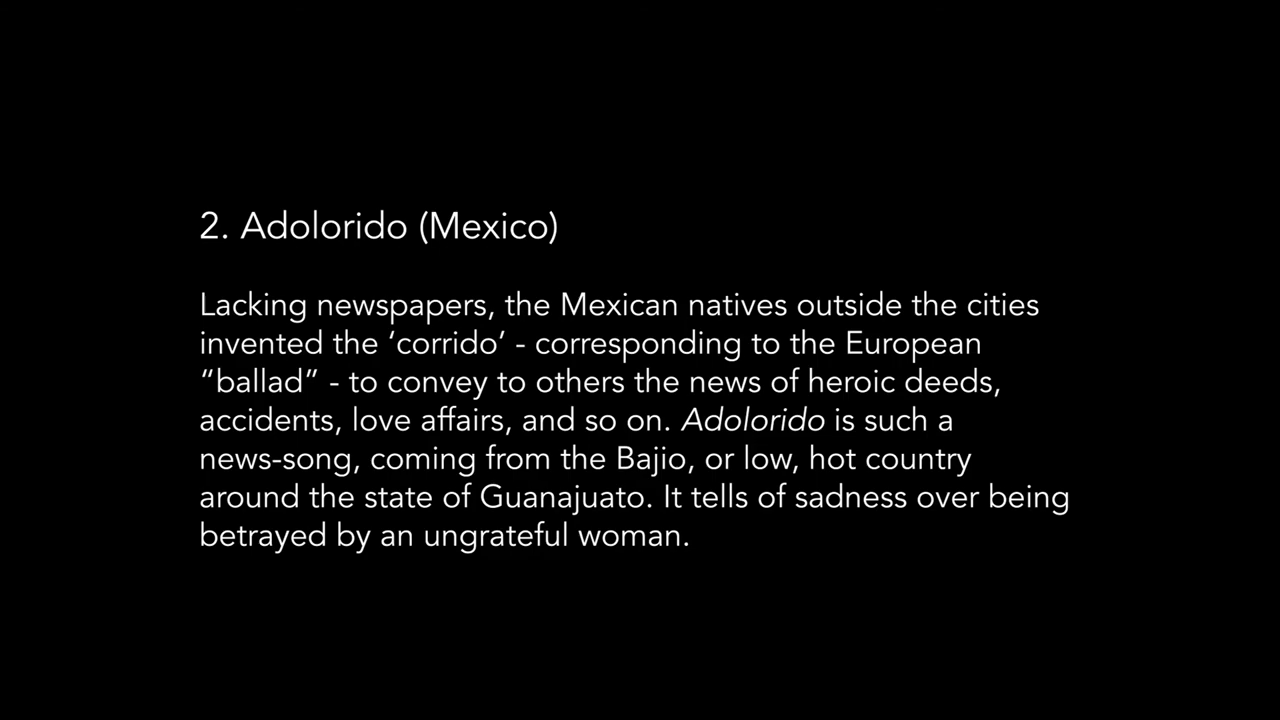 2. Adolorido (Mexico)
Lacking newspapers, the Mexican natives outside the cities
invented the ‘corrido’ - corresponding to the European
“ballad” - to convey to others the news of heroic deeds,
accidents, love affairs, and so on. Adolorido is such a
news-song, coming from the Bajio, or low, hot country
around the state of Guanajuato. It tells of sadness over being
betrayed by an ungrateful woman.